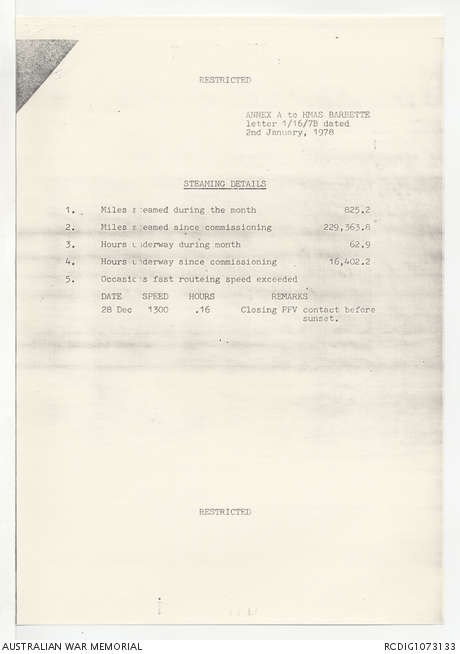 RESTRICTED
ANNEX A to HMAS BARBETTE
letter 1/16/7B dated
2nd January, 1978
STEAMING DETAILS
1. Miles steamed during the month 825.2
2. Miles steamed since commissioning 229,363.8
3. Hours underway during month 62.9
4. Hours underway since commissioning 16,402.2
5. Occasions fast routeing speed exceeded
DATE SPEED HOURS REMARKS
28 Dec 1300 .16 Closing FFV contact before
sunset.
RESTRICTED
AUSTRALIAN WAR MEMORIAL
RCDIG1073133